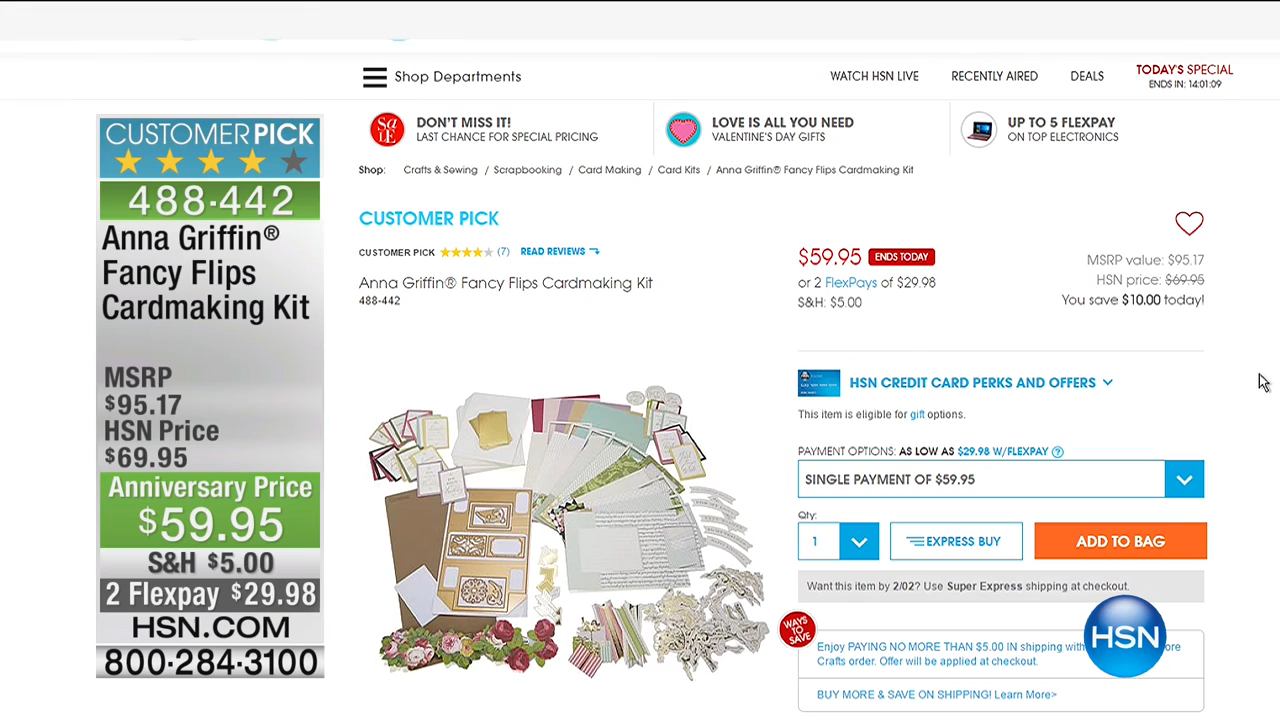 Shop Departments
WATCH HSN LIVE
RECENTLY AIRED
DEALS
TODAY'S SPECIAL
ENDS IN: 14:01:09
SALE
DON'T MISS IT!
LAST CHANCE FOR SPECIAL PRICING
LOVE IS ALL YOU NEED
VALENTINE'S DAY GIFTS
UP TO 5 FLEXPAY
ON TOP ELECTRONICS
Shop: Crafts & Sewing / Scrapbooking / Card Making / Card Kits / Anna Griffin® Fancy Flips Cardmaking Kit
CUSTOMER PICK
488-442
Anna Griffin®
Fancy Flips
Cardmaking Kit
MSRP
$95.17
HSN Price
$69.95
Anniversary Price
$59.95
S&H $5.00
2 Flexpay $29.98
HSN.COM
800-284-3100
CUSTOMER PICK
CUSTOMER PICK (7) READ REVIEWS
Anna Griffin® Fancy Flips Cardmaking Kit
488-442
$59.95 ENDS TODAY
or 2 FlexPays of $29.98
S&H: $5.00
MSRP value: $95.17
HSN price: $69.95
You save $10.00 today!
HSN CREDIT CARD PERKS AND OFFERS
This item is eligible for gift options.
PAYMENT OPTIONS: AS LOW AS $29.98 W/FLEXPAY ?
SINGLE PAYMENT OF $59.95
Qty:
1
EXPRESS BUY
ADD TO BAG
Want this item by 2/02? Use Super Express shipping at checkout.
WAYS TO SAVE
Enjoy PAYING NO MORE THAN $5.00 IN shipping with
Crafts order. Offer will be applied at checkout.
BUY MORE & SAVE ON SHIPPING! Learn More>
HSN